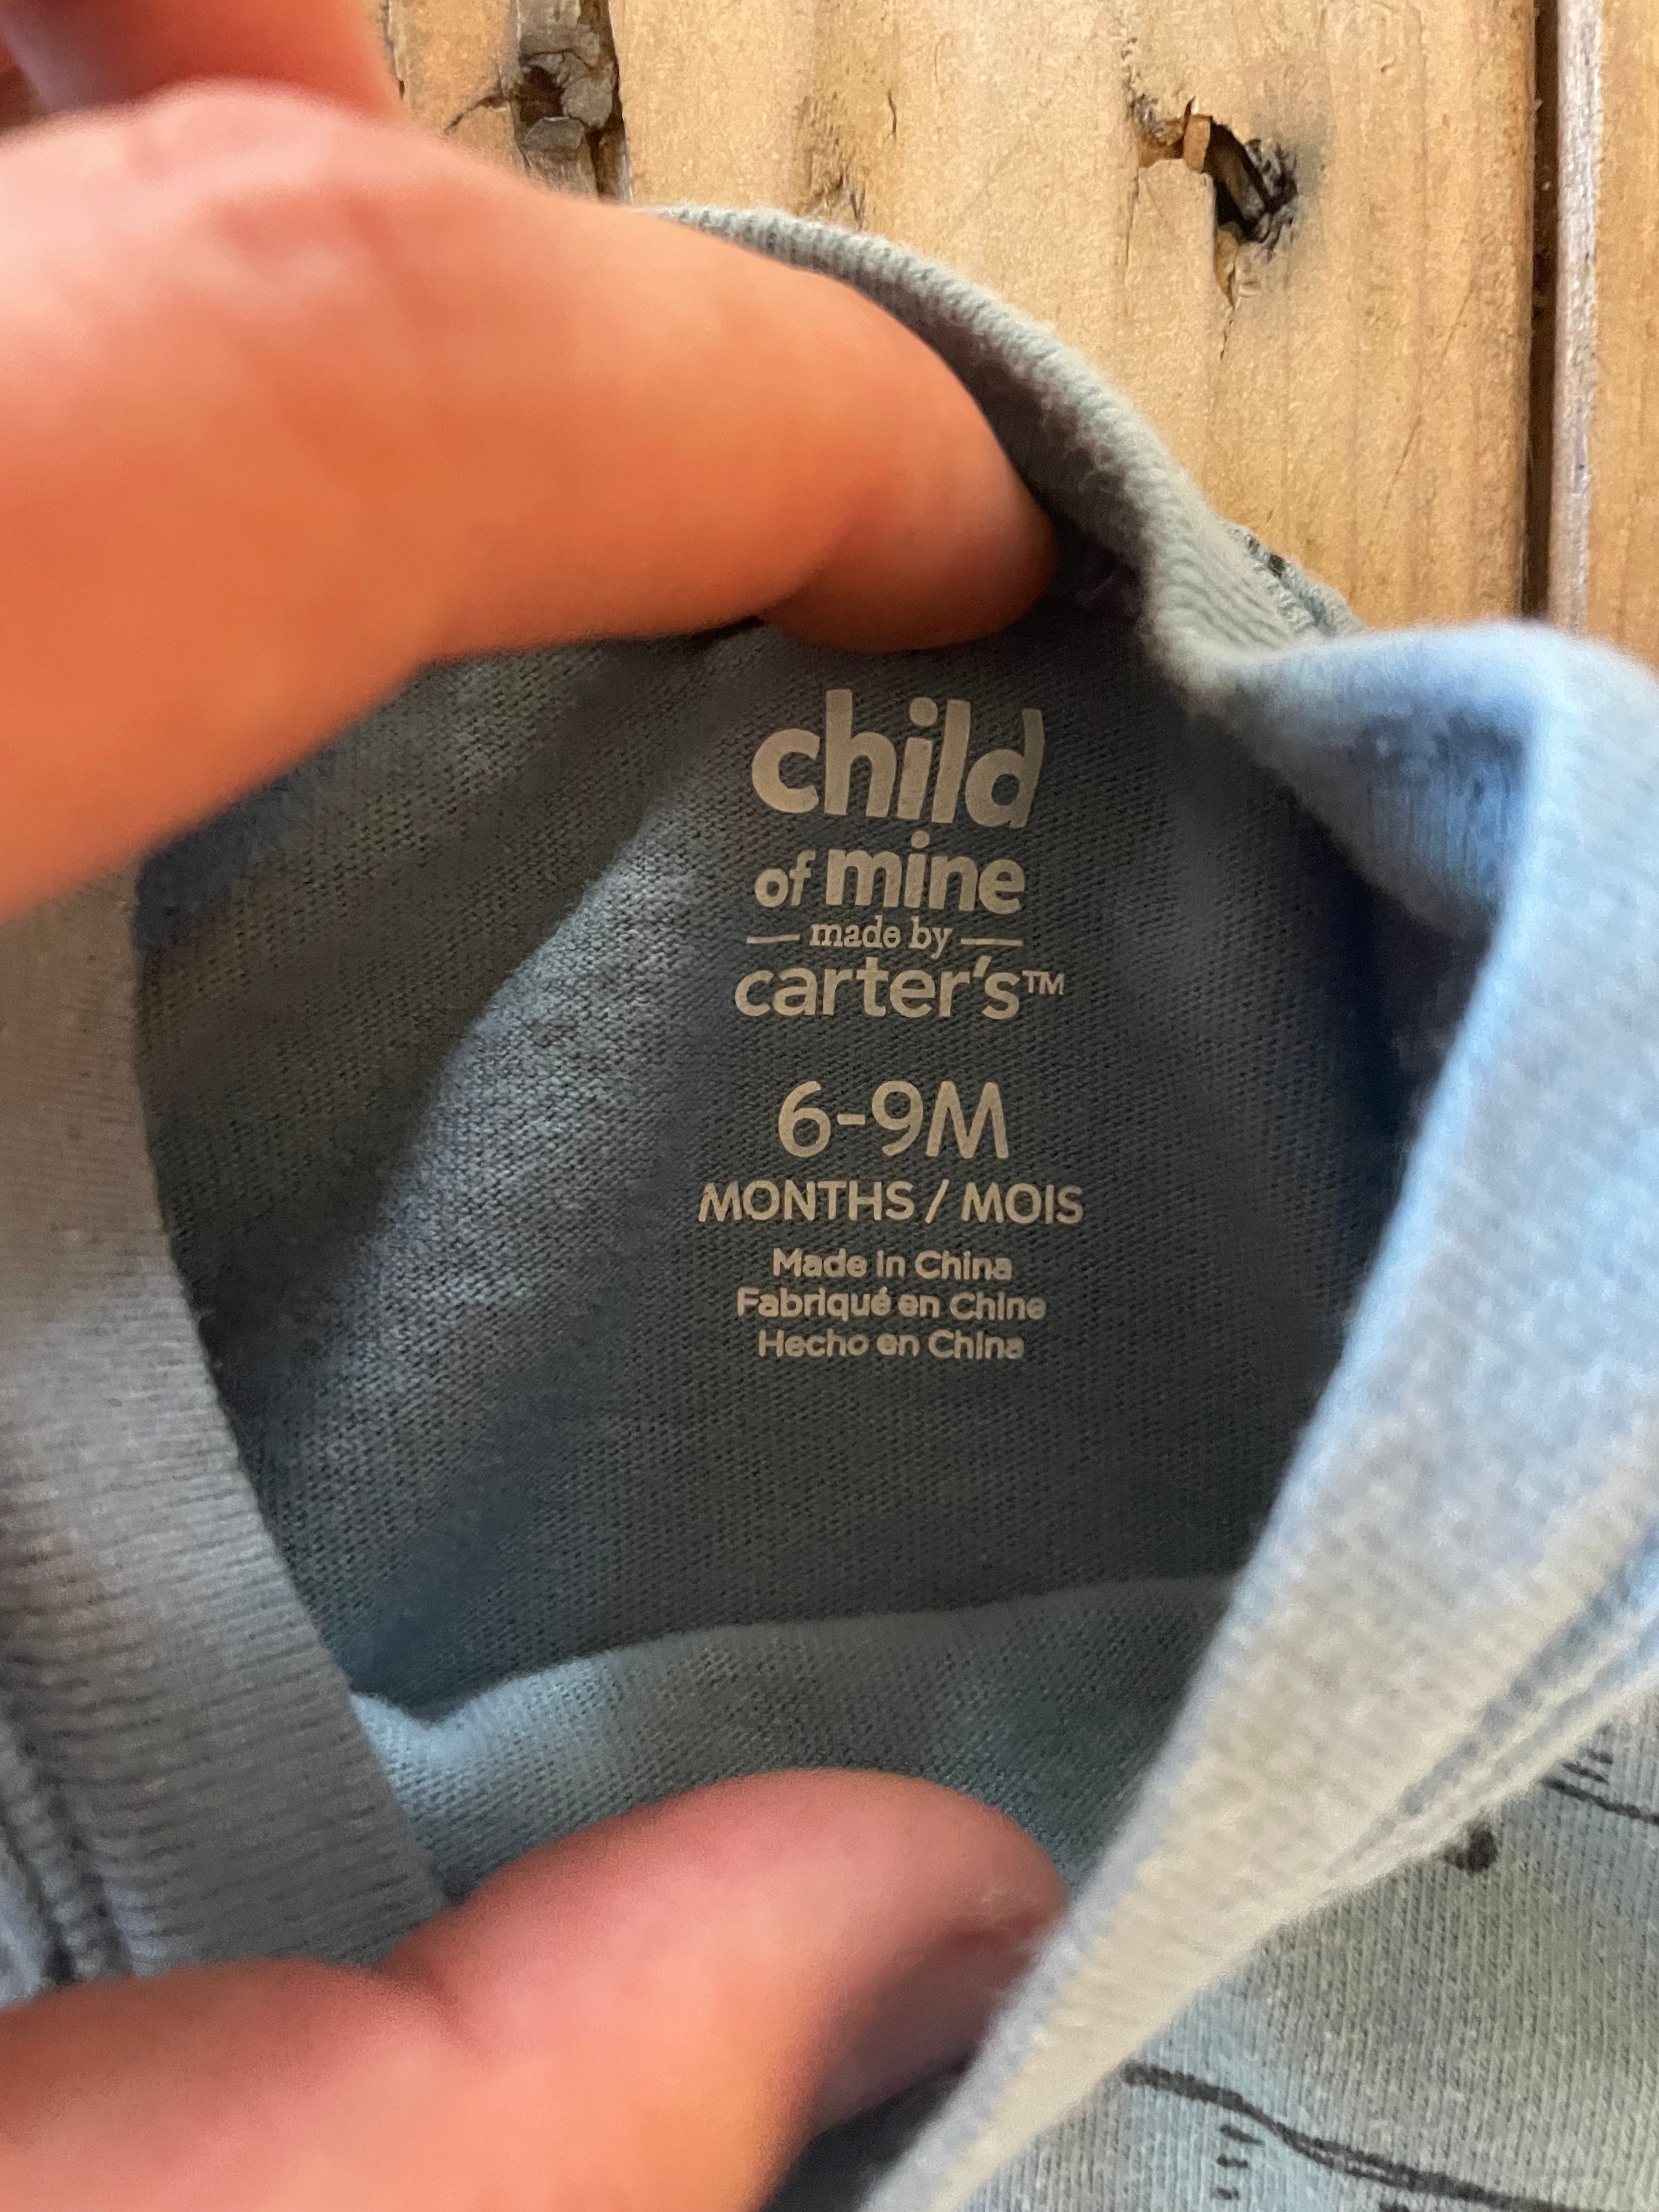 child
of mine
made by
carter's™
6-9M
MONTHS / MOIS
Made in China
Fabriqué en Chine
Hecho en China